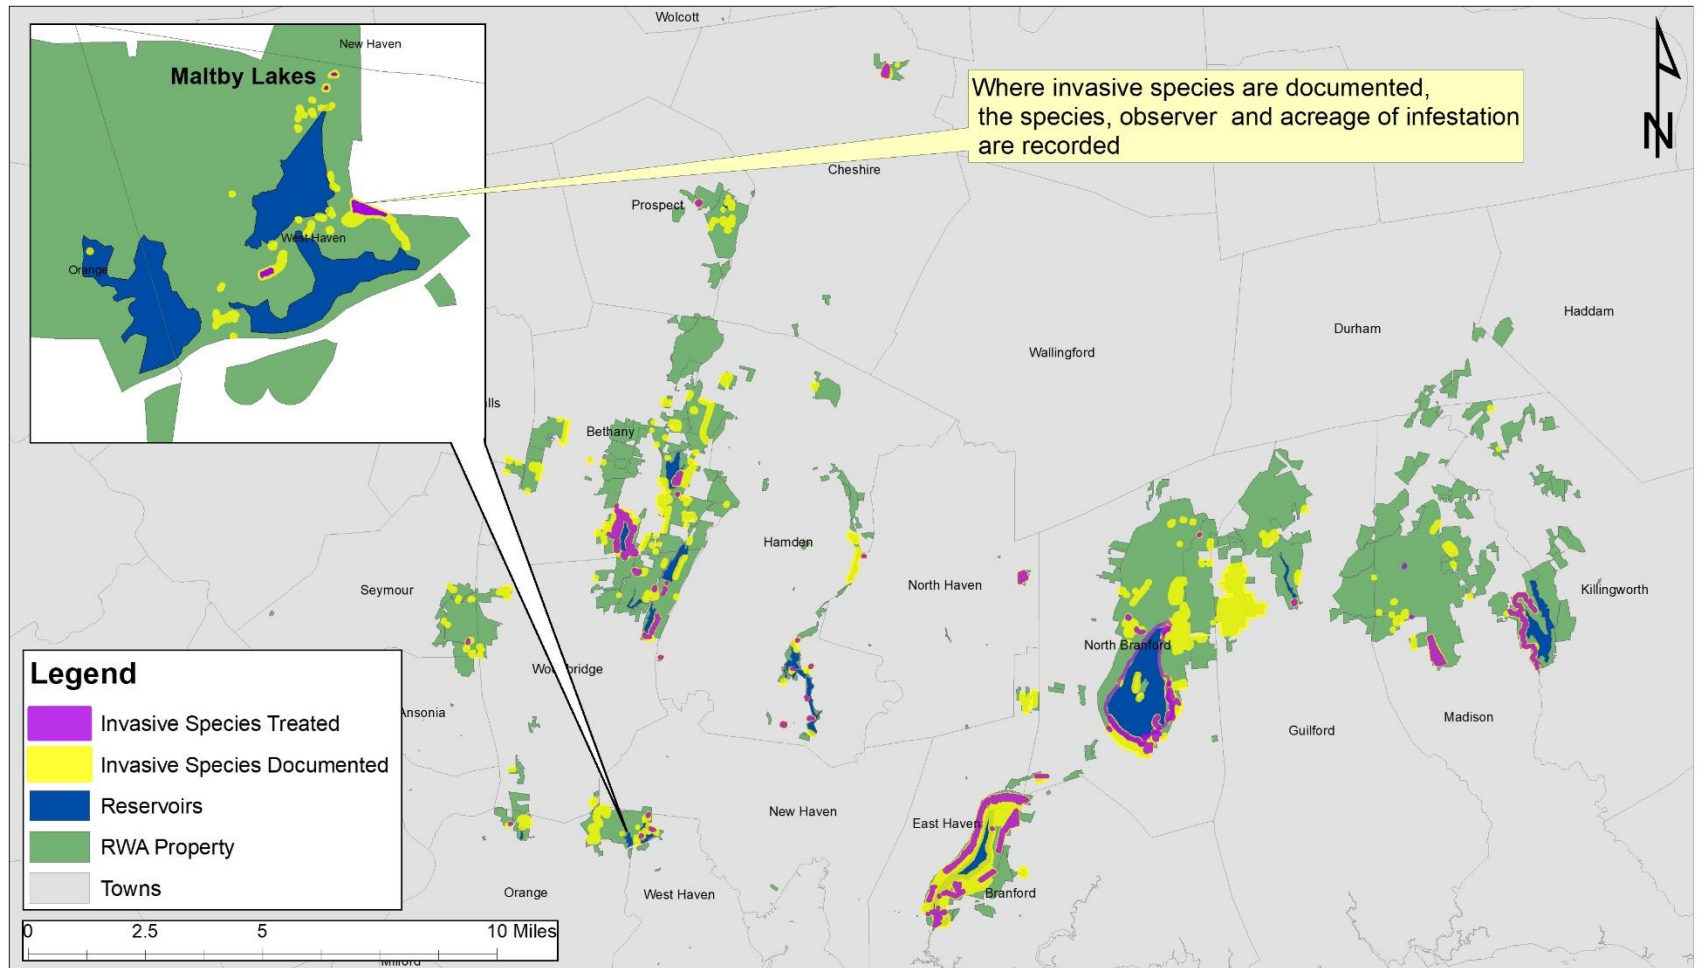 Wolcott
New Haven
Maltby Lakes
West Haven
Orange
Where invasive species are documented,
the species, observer and acreage of infestation
are recorded
N
Cheshire
Prospect
Haddam
Durham
Wallingford
alls
Bethany
Hamden
North Haven
Seymour
Killingworth
North Branford
Ansonia
Madison
Guilford
New Haven
East Haven
Orange
West Haven
Branford
Legend
Invasive Species Treated
Invasive Species Documented
Reservoirs
RWA Property
Towns
0 2.5 5 10 Miles